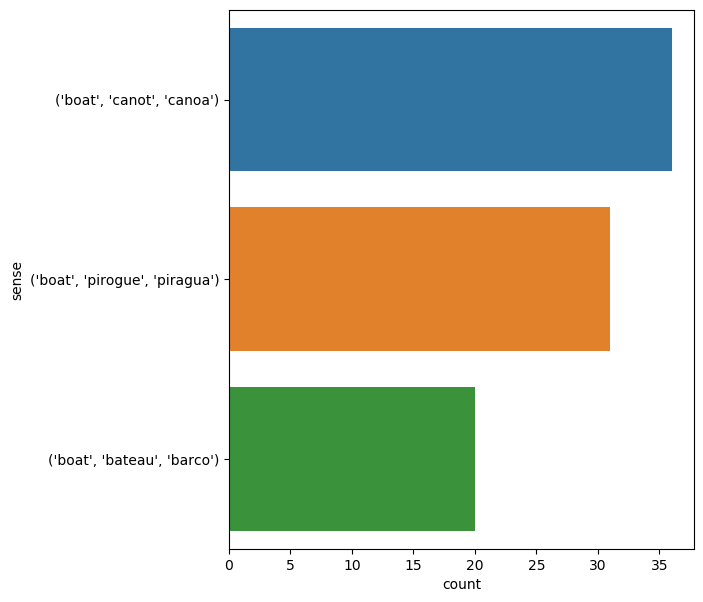 sense
('boat', 'canot', 'canoa')
('boat', 'pirogue', 'piragua')
('boat', 'bateau', 'barco')
0 5 10 15 20 25 30 35
count